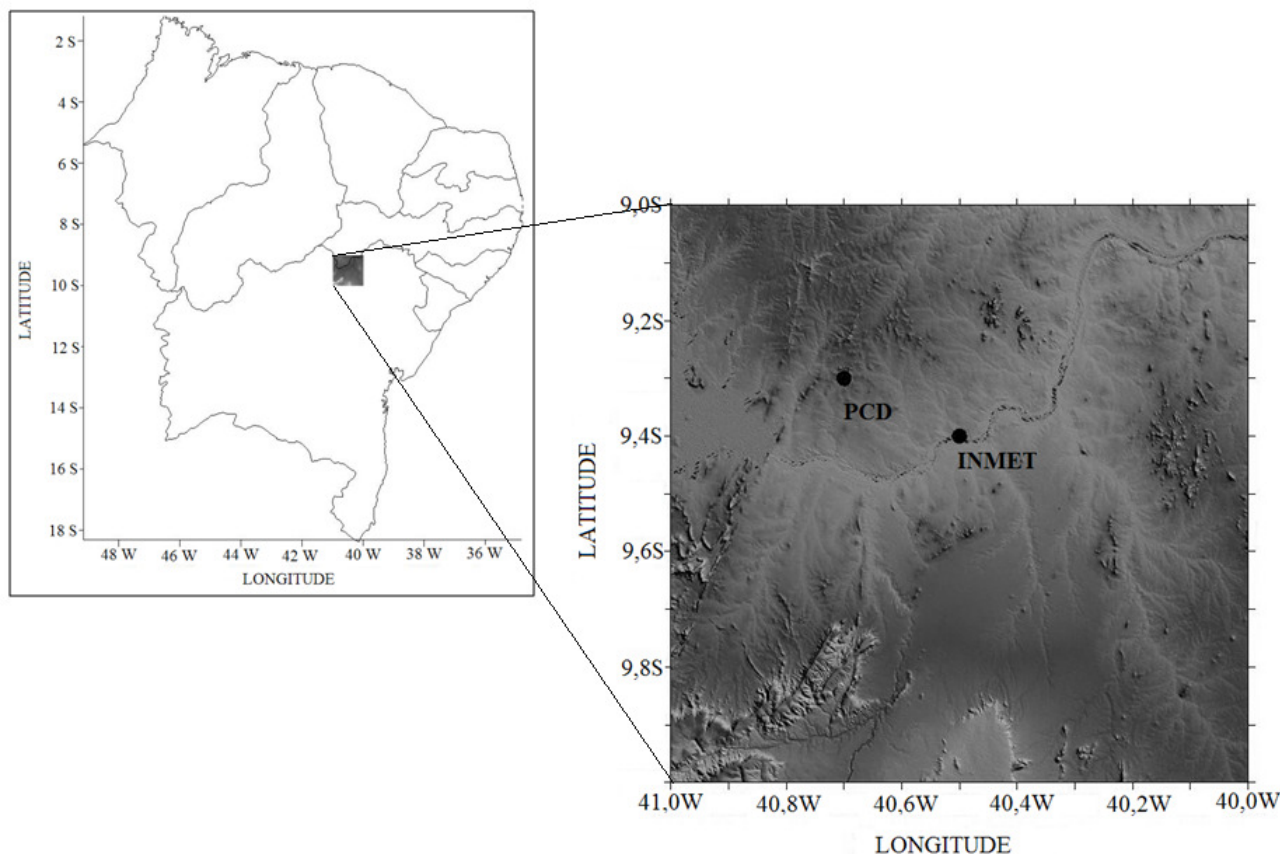 2 S
4 S
6 S
8 S
10 S
12 S
14 S
16 S
18 S
LATITUDE
48 W 46 W 44 W 42 W 40 W 38 W 36 W
LONGITUDE
9,0S
9,2S
9,4S
9,6S
9,8S
LATITUDE
PCD
INMET
41,0W 40,8W 40,6W 40,4W 40,2W 40,0W
LONGITUDE